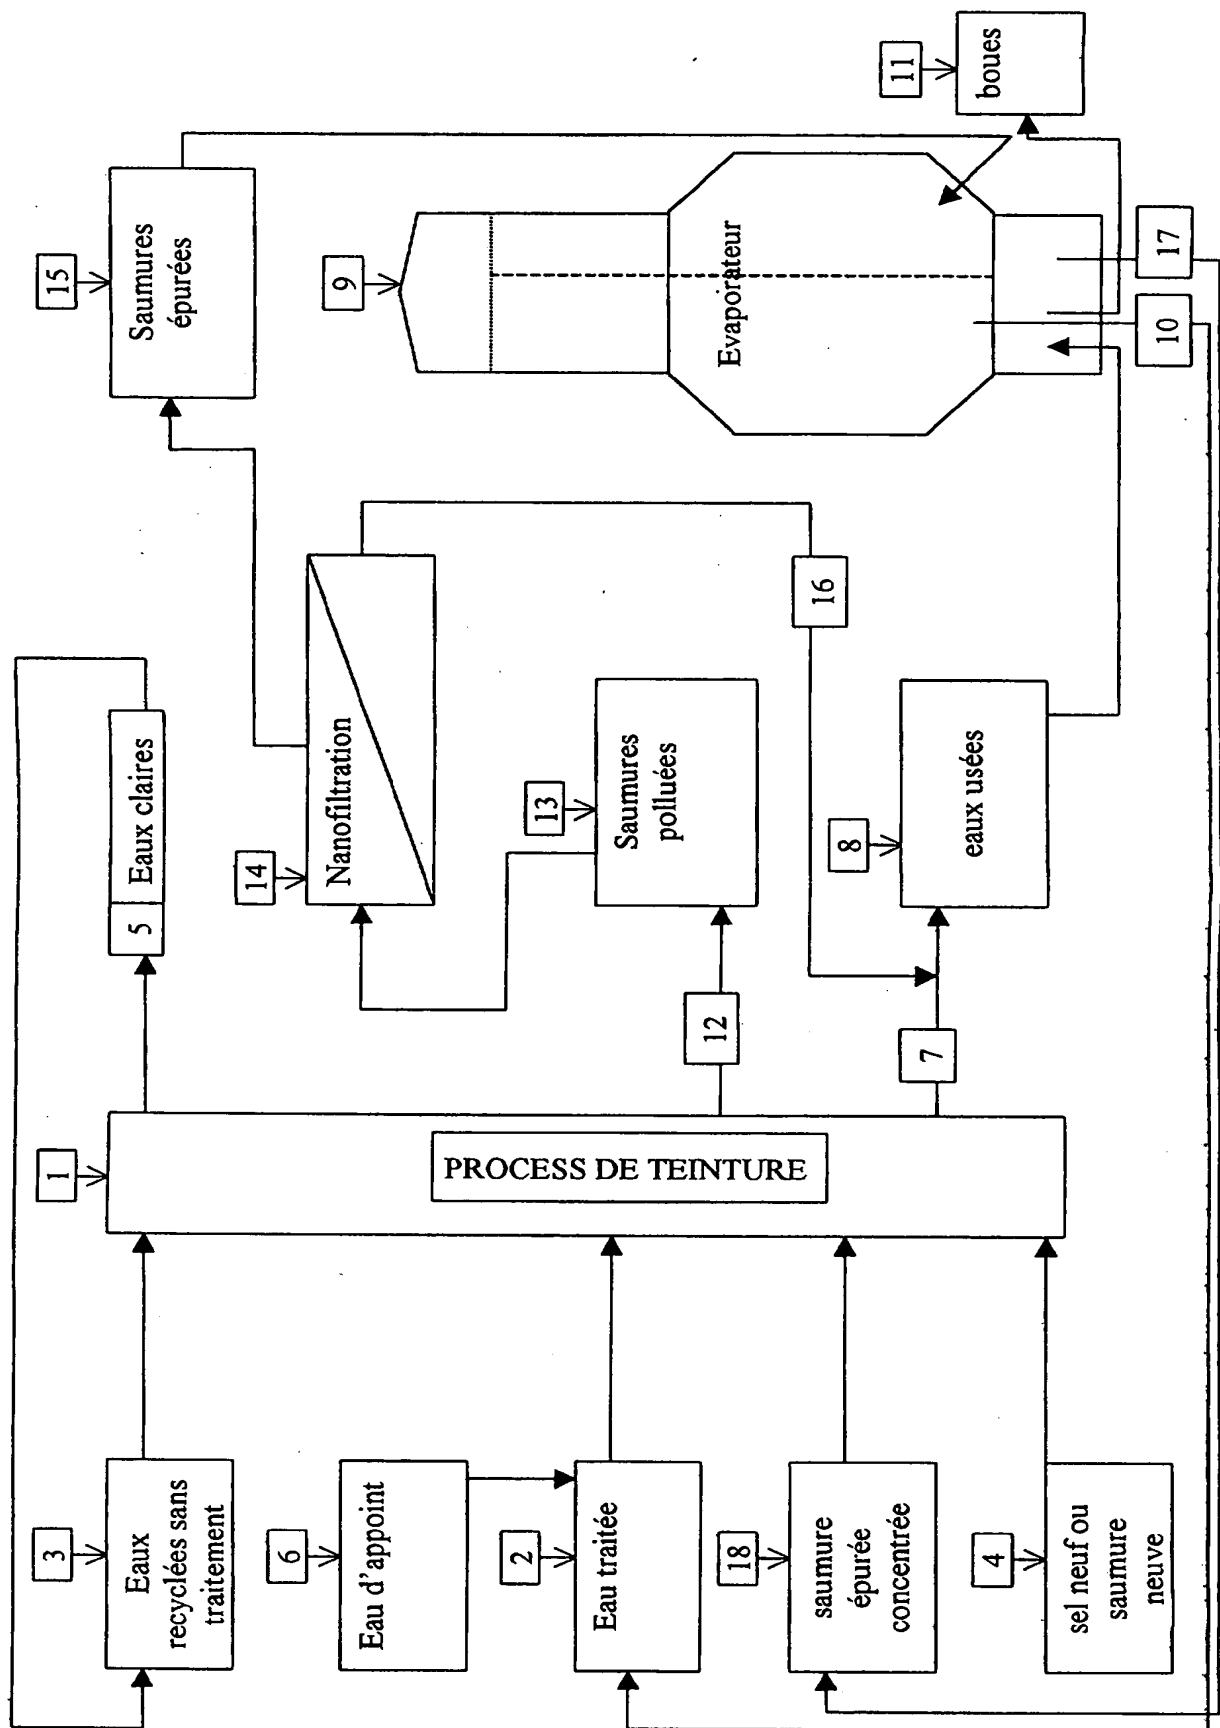 3
Eaux
recyclées sans
traitement
6
Eau d'appoint
2
Eau traitée
18
saumure
épurée
concentrée
4
sel neuf ou
saumure
neuve
1
PROCESS DE TEINTURE
5
Eaux claires
12
7
14
Nanofiltration
13
Saumures
polluées
16
8
eaux usées
15
Saumures
épurées
9
Evaporateur
10
17
11
boues